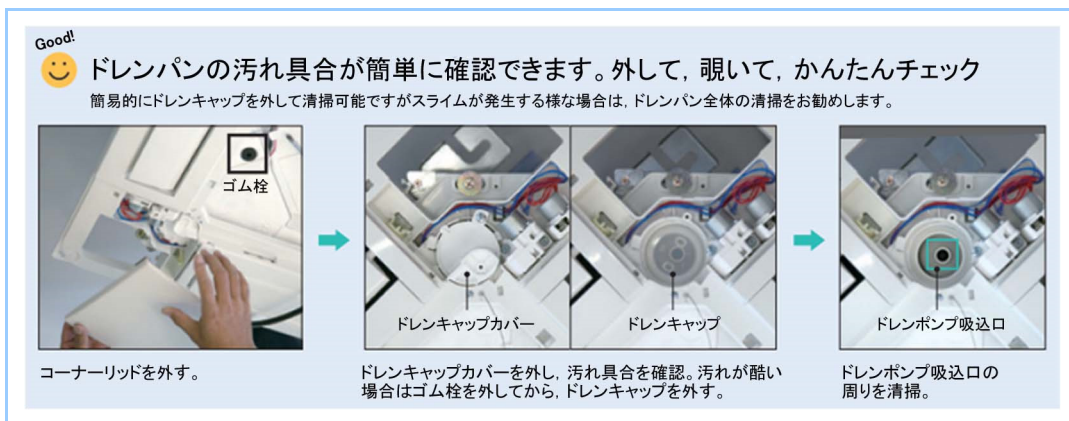 Good!
ドレンパンの汚れ具合が簡単に確認できます。外して, 覗いて, かんたんチェック
簡易的にドレンキャップを外して清掃可能ですがスライムが発生する様な場合は, ドレンパン全体の清掃をお勧めします。
ゴム栓
ドレンキャップカバー
ドレンキャップ
ドレンポンプ吸込口
コーナーリッドを外す。
ドレンキャップカバーを外し, 汚れ具合を確認。汚れが酷い
場合はゴム栓を外してから, ドレンキャップを外す。
ドレンポンプ吸込口の
周りを清掃。